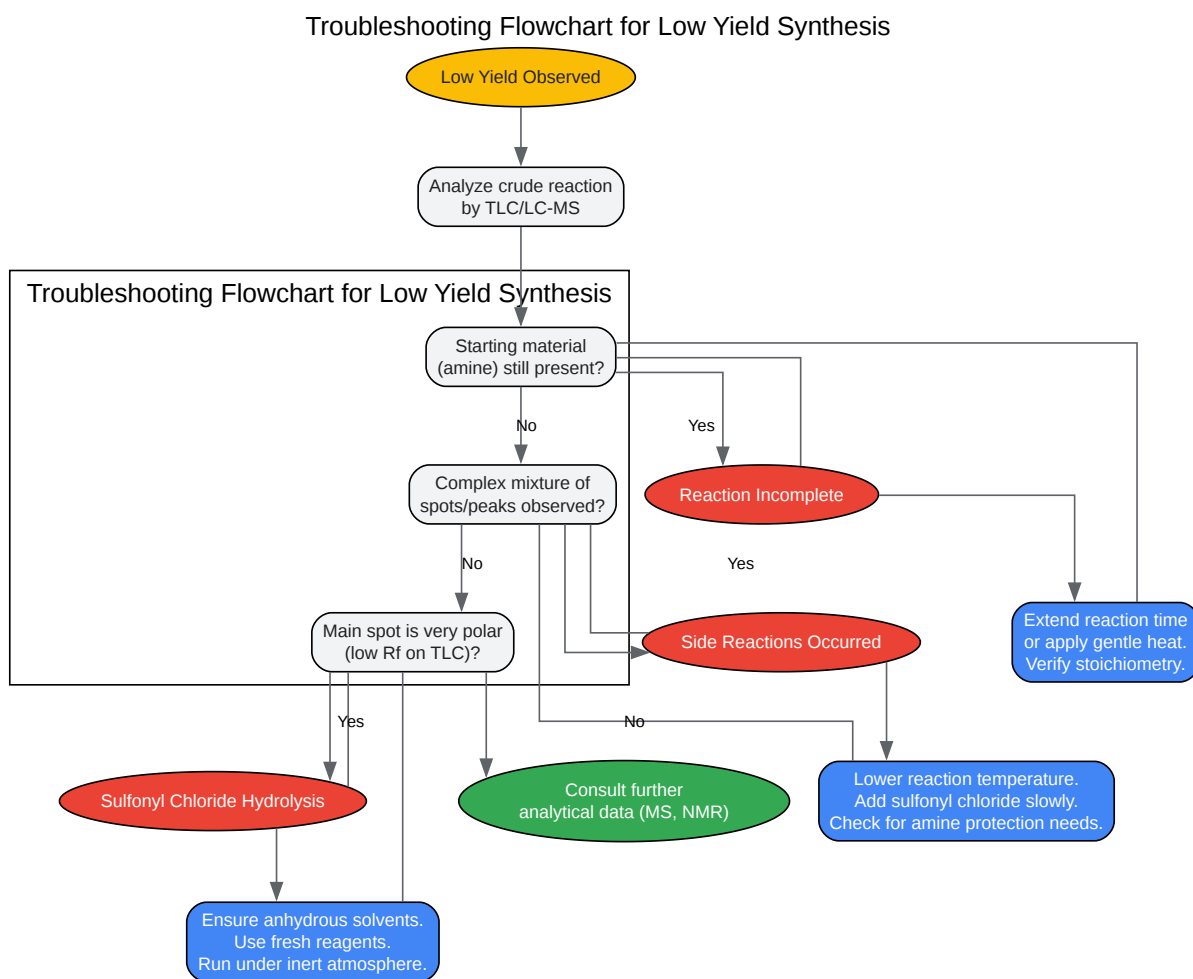 Troubleshooting Flowchart for Low Yield Synthesis
Low Yield Observed
Analyze crude reaction
by TLC/LC-MS
Troubleshooting Flowchart for Low Yield Synthesis
Starting material
(amine) still present?
No
Yes
Complex mixture of
spots/peaks observed?
Reaction Incomplete
No
Yes
Main spot is very polar
(low Rf on TLC)?
Side Reactions Occurred
Extend reaction time
or apply gentle heat.
Verify stoichiometry.
Yes
No
Sulfonyl Chloride Hydrolysis
Consult further
analytical data (MS, NMR)
Lower reaction temperature.
Add sulfonyl chloride slowly.
Check for amine protection needs.
Ensure anhydrous solvents.
Use fresh reagents.
Run under inert atmosphere.